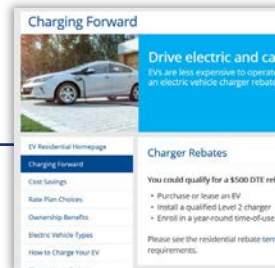 Charging Forward
Drive electric and ca
EVs are less expensive to operat
an electric vehicle charger rebate
EV Residential Homepage
Charging Forward
Cost Savings
Rate Plan Choices
Ownership Benefits
Electric Vehicle Types
How to Charge Your EV
Charger Rebates
You could qualify for a $500 DTE re
• Purchase or lease an EV
• Install a qualified Level 2 charger
• Enroll in a year-round time-of-use
Please see the residential rebate ter
requirements.